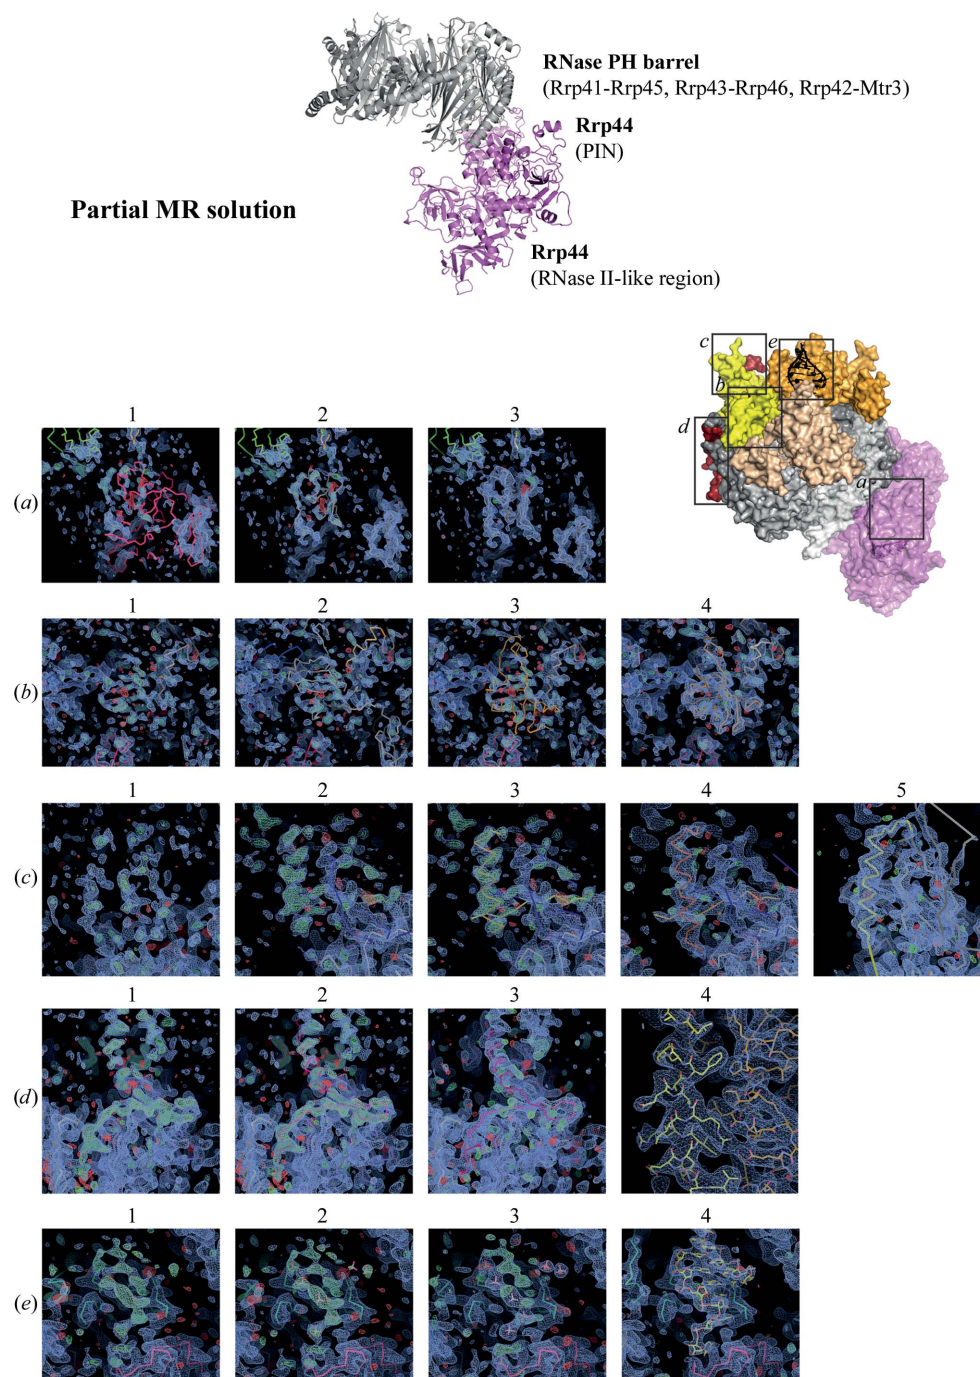 RNase PH barrel
(Rrp41-Rrp45, Rrp43-Rrp46, Rrp42-Mtr3)
Rrp44
(PIN)
Partial MR solution
Rrp44
(RNase II-like region)
c e
b
d
a
1 2 3
(a)
1 2 3 4
(b)
1 2 3 4 5
(c)
1 2 3 4
(d)
1 2 3 4
(e)